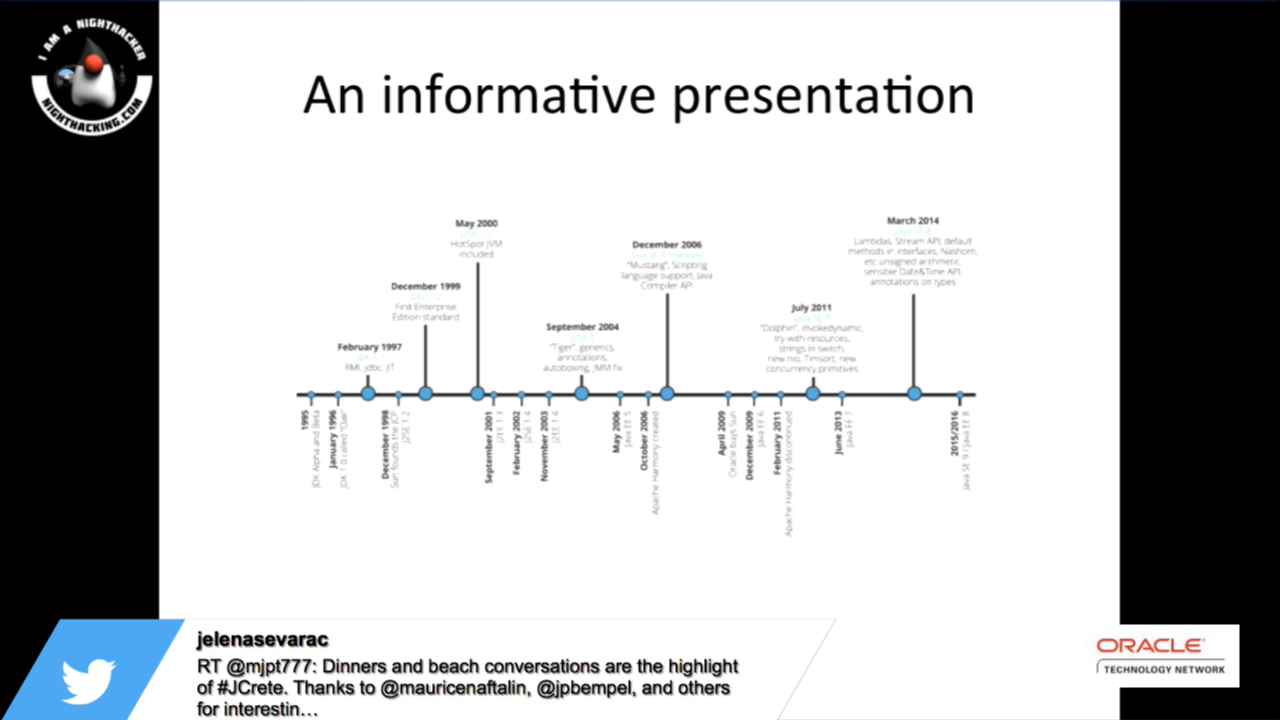 I AM A NIGHTHACKER
NIGHTHACKING.COM
An informative presentation
May 2000
HotSpot JVM
included
December 1999
First Enterprise
Edition standard
February 1997
RMI, jdbc, JIT
September 2004
"Tiger", generics,
annotations,
autoboxing, JMM fix
December 2006
"Mustang", Scripting
language support, Java
Compiler API
July 2011
Java SE 7
"Dolphin", invokedynamic,
try-with-resources,
strings in switch,
new nio, Timsort, new
concurrency primitives
March 2014
Java SE 8
Lambdas, Stream API, default
methods in interfaces, Nashorn,
etc unsigned arithmetic,
sensible Date&Time API,
annotations on types
1995
JDK Alpha and Beta
January 1996
JDK 1.0 called "Oak"
December 1998
Sun founds the JCP
J2SE 1.2
September 2001
J2EE 1.3
February 2002
J2SE 1.4
November 2003
J2EE 1.4
May 2006
Java EE 5
October 2006
Apache Harmony created
April 2009
Oracle buys Sun
December 2009
Java EE 6
February 2011
Apache Harmony discontinued
June 2013
Java EE 7
2015/2016
Java SE 9 / Java EE 8
jelenasevarac
RT @mjpt777: Dinners and beach conversations are the highlight
of #JCrete. Thanks to @mauricenaftalin, @jpbempel, and others
for interestin…
ORACLE
TECHNOLOGY NETWORK